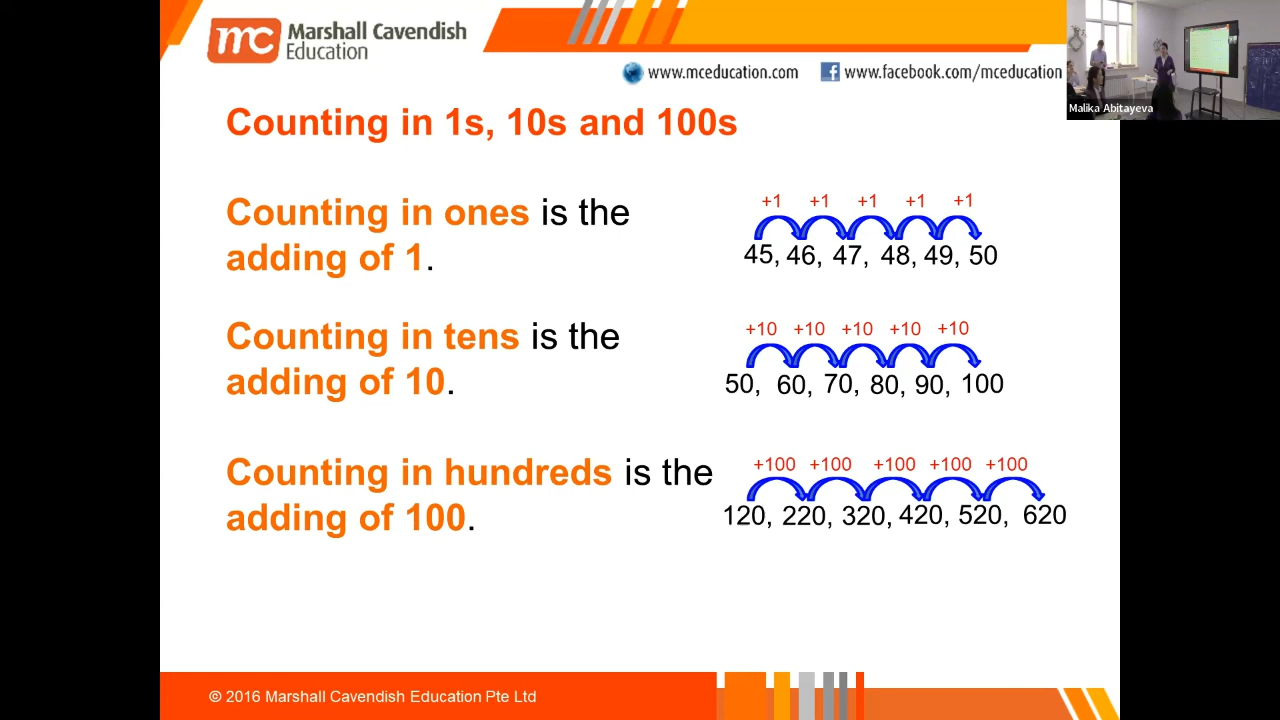 mc Marshall Cavendish
Education
www.mceducation.com
www.facebook.com/mceducation
Malika Abitayeva
Counting in 1s, 10s and 100s
Counting in ones is the
adding of 1.
+1 +1 +1 +1 +1
45, 46, 47, 48, 49, 50
Counting in tens is the
adding of 10.
+10 +10 +10 +10 +10
50, 60, 70, 80, 90, 100
Counting in hundreds is the
adding of 100.
+100 +100 +100 +100 +100
120, 220, 320, 420, 520, 620
© 2016 Marshall Cavendish Education Pte Ltd